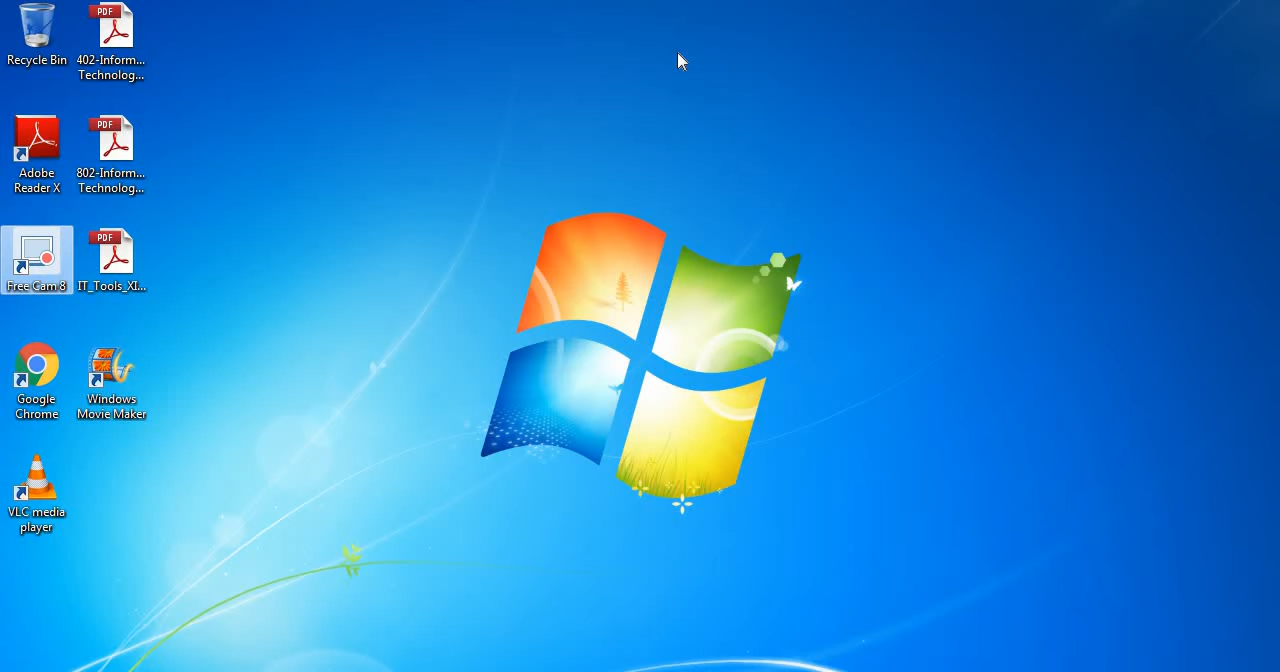 Recycle Bin
PDF
402-Inform...
Technolog...
Adobe
Reader X
PDF
802-Inform...
Technolog...
Free Cam 8
PDF
IT_Tools_XI...
Google
Chrome
Windows
Movie Maker
VLC media
player